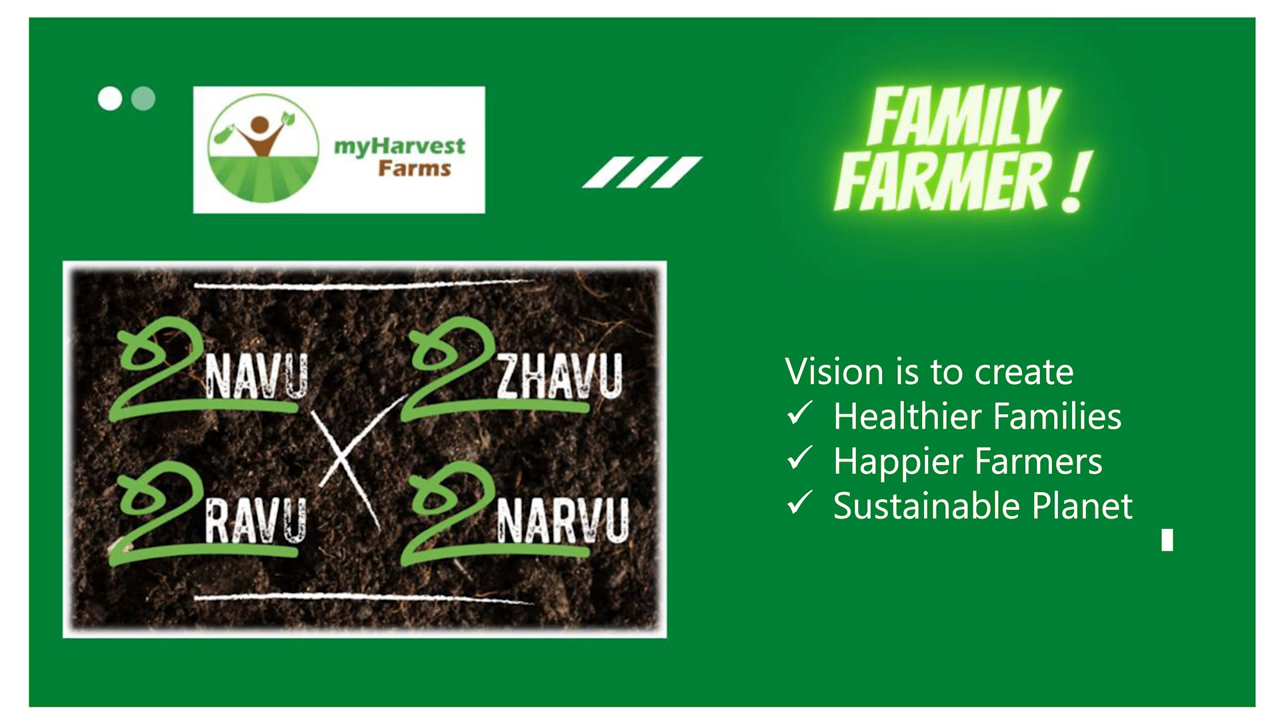 myHarvest
Farms
FAMILY
FARMER !
உNAVU
உZHAVU
உRAVU
உNARVU
Vision is to create
✓ Healthier Families
✓ Happier Farmers
✓ Sustainable Planet